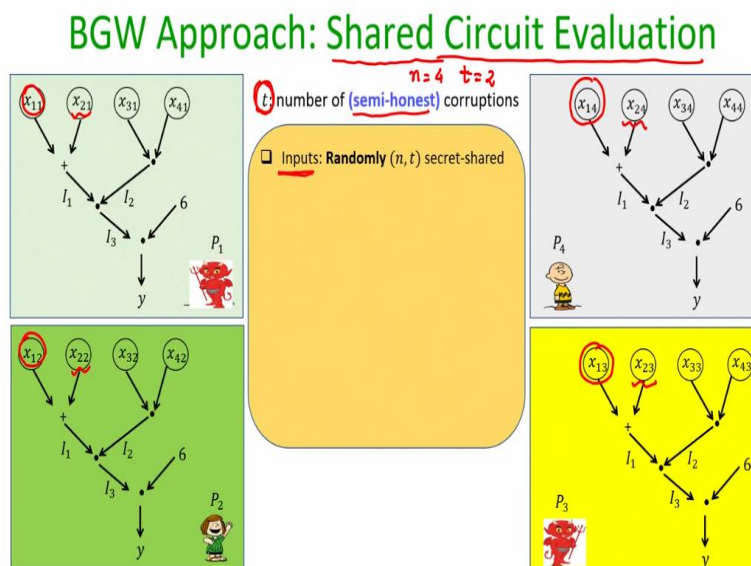 BGW Approach: Shared Circuit Evaluation
n=4 t=2
t: number of (semi-honest) corruptions
❑ Inputs: Randomly (n, t) secret-shared
x₁₁ x₂₁ x₃₁ x₄₁
+ •
I₁ • I₂ 6
I₃ •
P₁
y
x₁₄ x₂₄ x₃₄ x₄₄
+ •
I₁ • I₂ 6
I₃ •
P₄
y
x₁₂ x₂₂ x₃₂ x₄₂
+ •
I₁ • I₂ 6
I₃ •
P₂
y
x₁₃ x₂₃ x₃₃ x₄₃
+ •
I₁ • I₂ 6
I₃ •
P₃
y